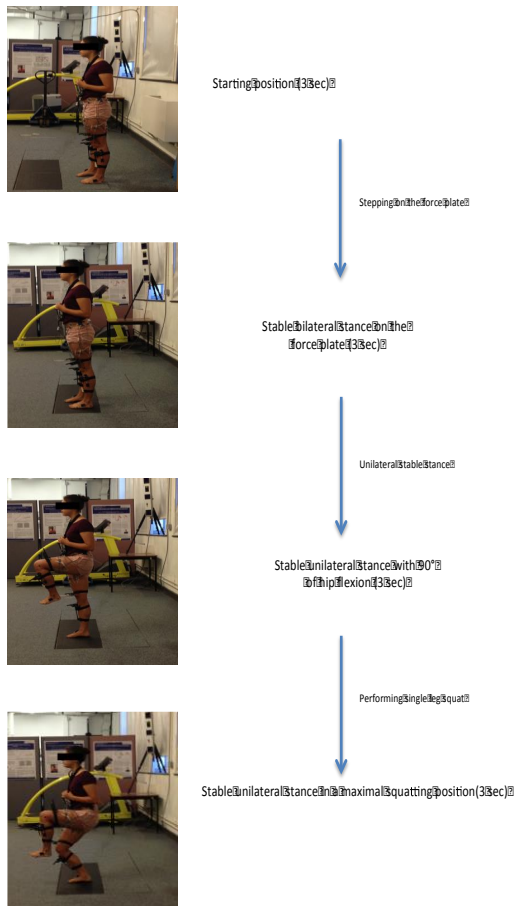 Starting position (3 sec)
Stepping on the force plate
Stable bilateral stance on the
force plate (3 sec)
Unilateral stable stance
Stable unilateral stance with 90°
of hip flexion (3 sec)
Performing single leg squat
Stable unilateral stance in a maximal squatting position (3 sec)